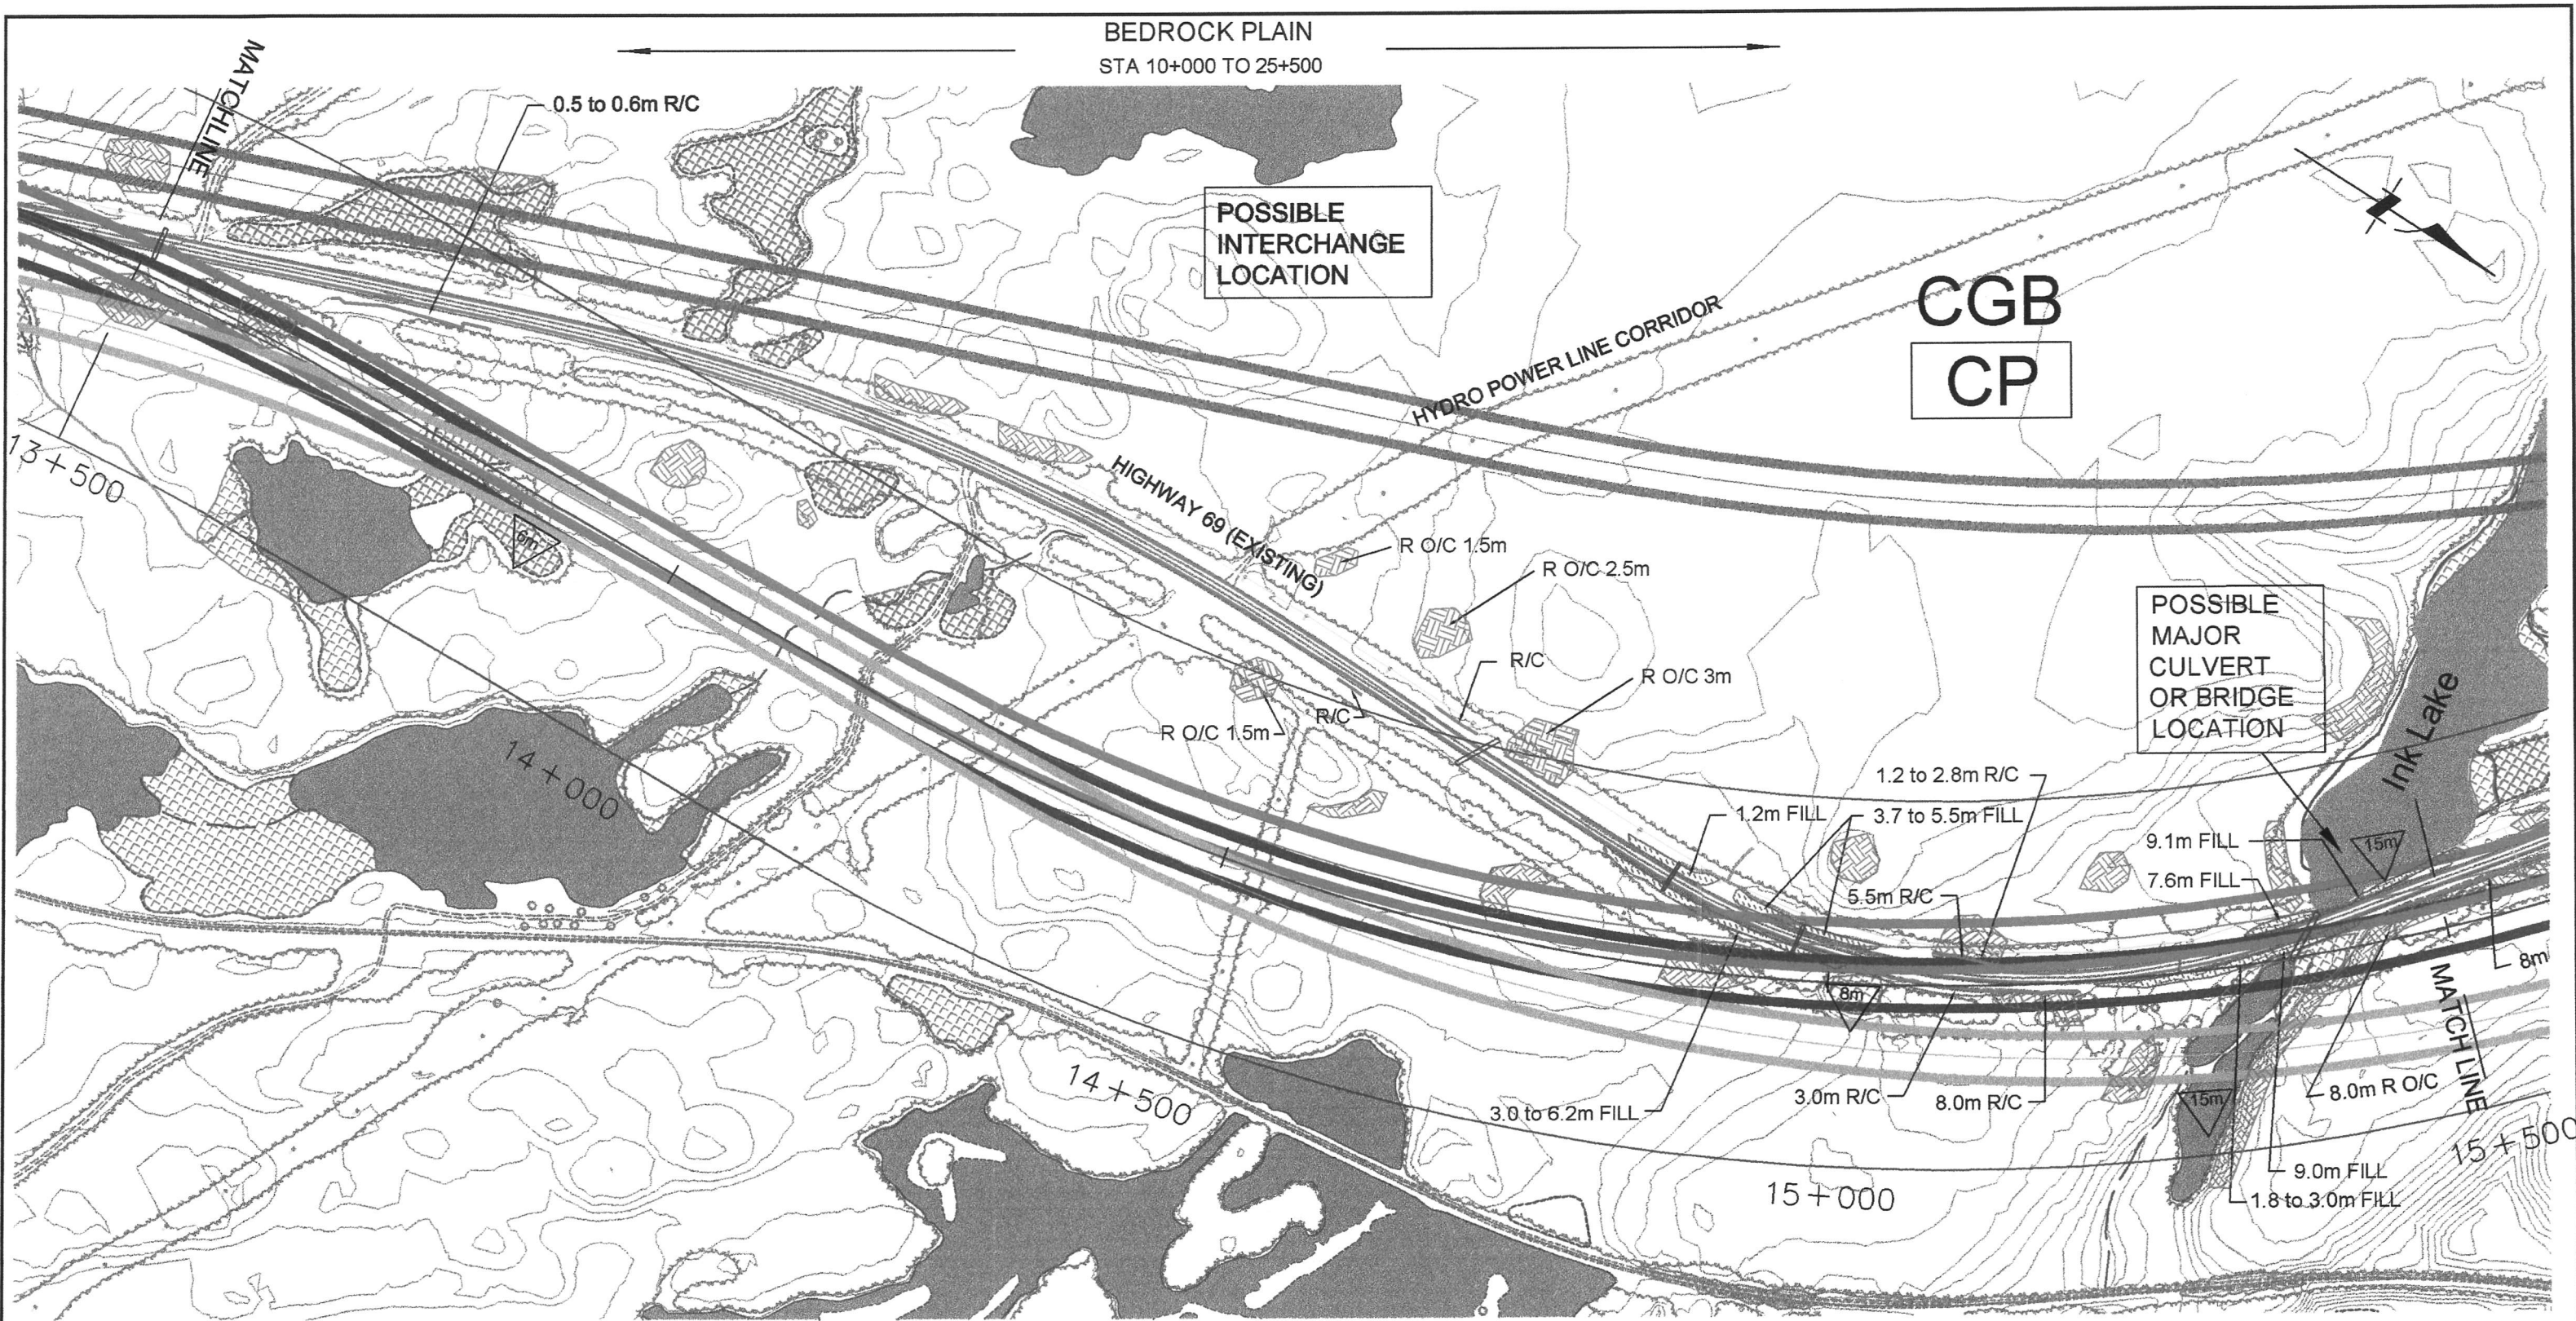 BEDROCK PLAIN
STA 10+000 TO 25+500
MATCHLINE
0.5 to 0.6m R/C
POSSIBLE
INTERCHANGE
LOCATION
CGB
CP
HYDRO POWER LINE CORRIDOR
13+500
HIGHWAY 69 (EXISTING)
6m
R O/C 1.5m
R O/C 2.5m
R/C
R O/C 3m
R/C
R O/C 1.5m
POSSIBLE
MAJOR
CULVERT
OR BRIDGE
LOCATION
Ink Lake
14+000
1.2 to 2.8m R/C
1.2m FILL
3.7 to 5.5m FILL
9.1m FILL
15m
7.6m FILL
5.5m R/C
8m
8m
MATCH LINE
14+500
3.0 to 6.2m FILL
3.0m R/C
8.0m R/C
15m
8.0m R O/C
15+500
9.0m FILL
15+000
1.8 to 3.0m FILL